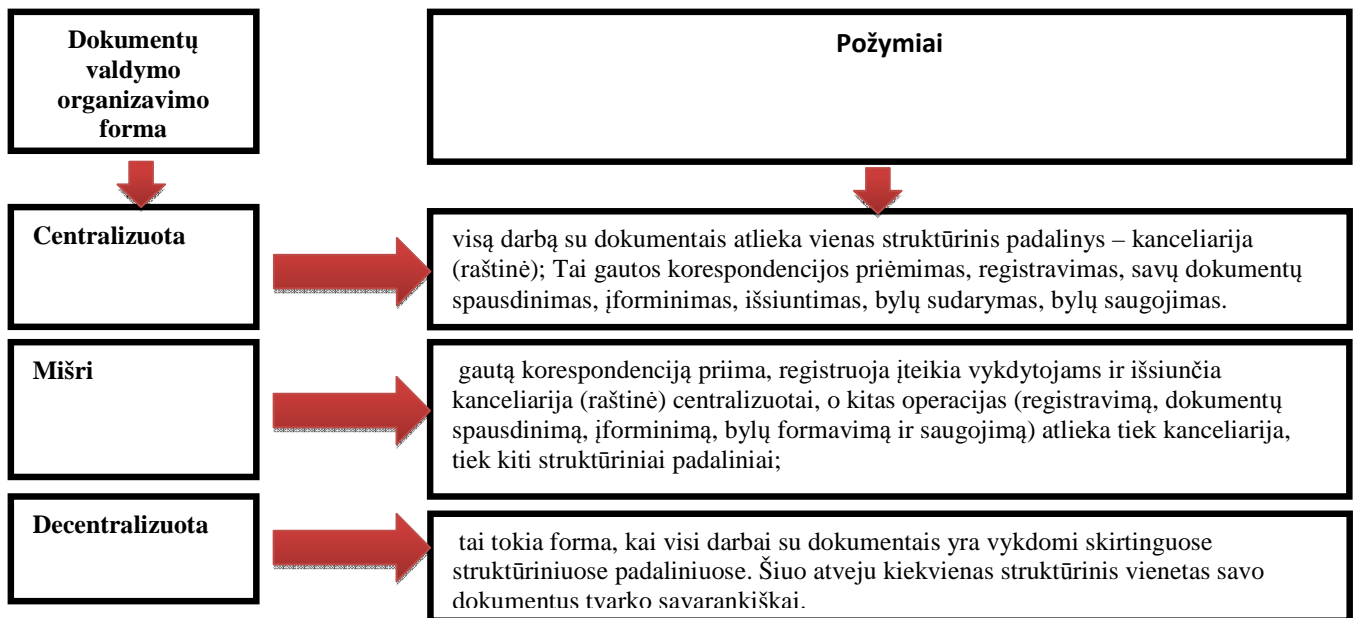 Dokumentų
valdymo
organizavimo
forma
Požymiai
Centralizuota
visą darbą su dokumentais atlieka vienas struktūrinis padalinys – kanceliarija
(raštinė); Tai gautos korespondencijos priėmimas, registravimas, savų dokumentų
spausdinimas, įforminimas, išsiuntimas, bylų sudarymas, bylų saugojimas.
Mišri
gautą korespondenciją priima, registruoja įteikia vykdytojams ir išsiunčia
kanceliarija (raštinė) centralizuotai, o kitas operacijas (registravimą, dokumentų
spausdinimą, įforminimą, bylų formavimą ir saugojimą) atlieka tiek kanceliarija,
tiek kiti struktūriniai padaliniai;
Decentralizuota
tai tokia forma, kai visi darbai su dokumentais yra vykdomi skirtinguose
struktūriniuose padaliniuose. Šiuo atveju kiekvienas struktūrinis vienetas savo
dokumentus tvarko savarankiškai.